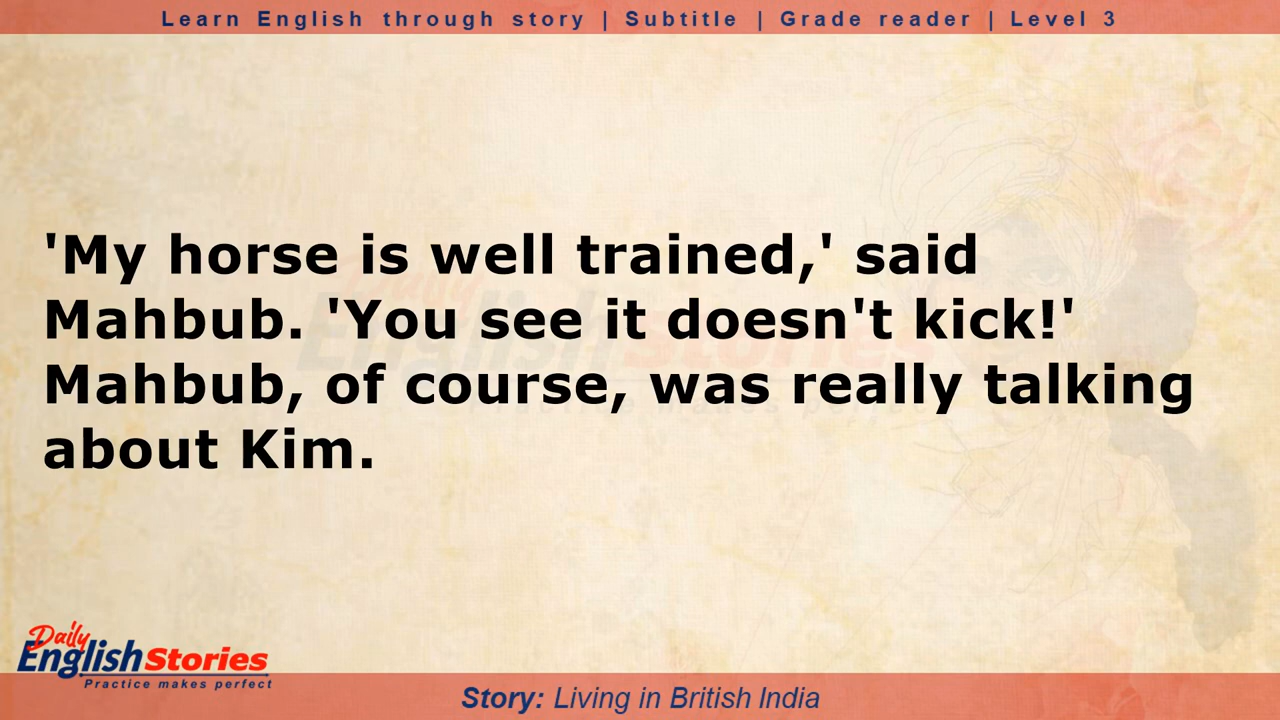 Learn English through story | Subtitle | Grade reader | Level 3
'My horse is well trained,' said
Mahbub. 'You see it doesn't kick!'
Mahbub, of course, was really talking
about Kim.
Daily
English Stories
Practice makes perfect
Story: Living in British India